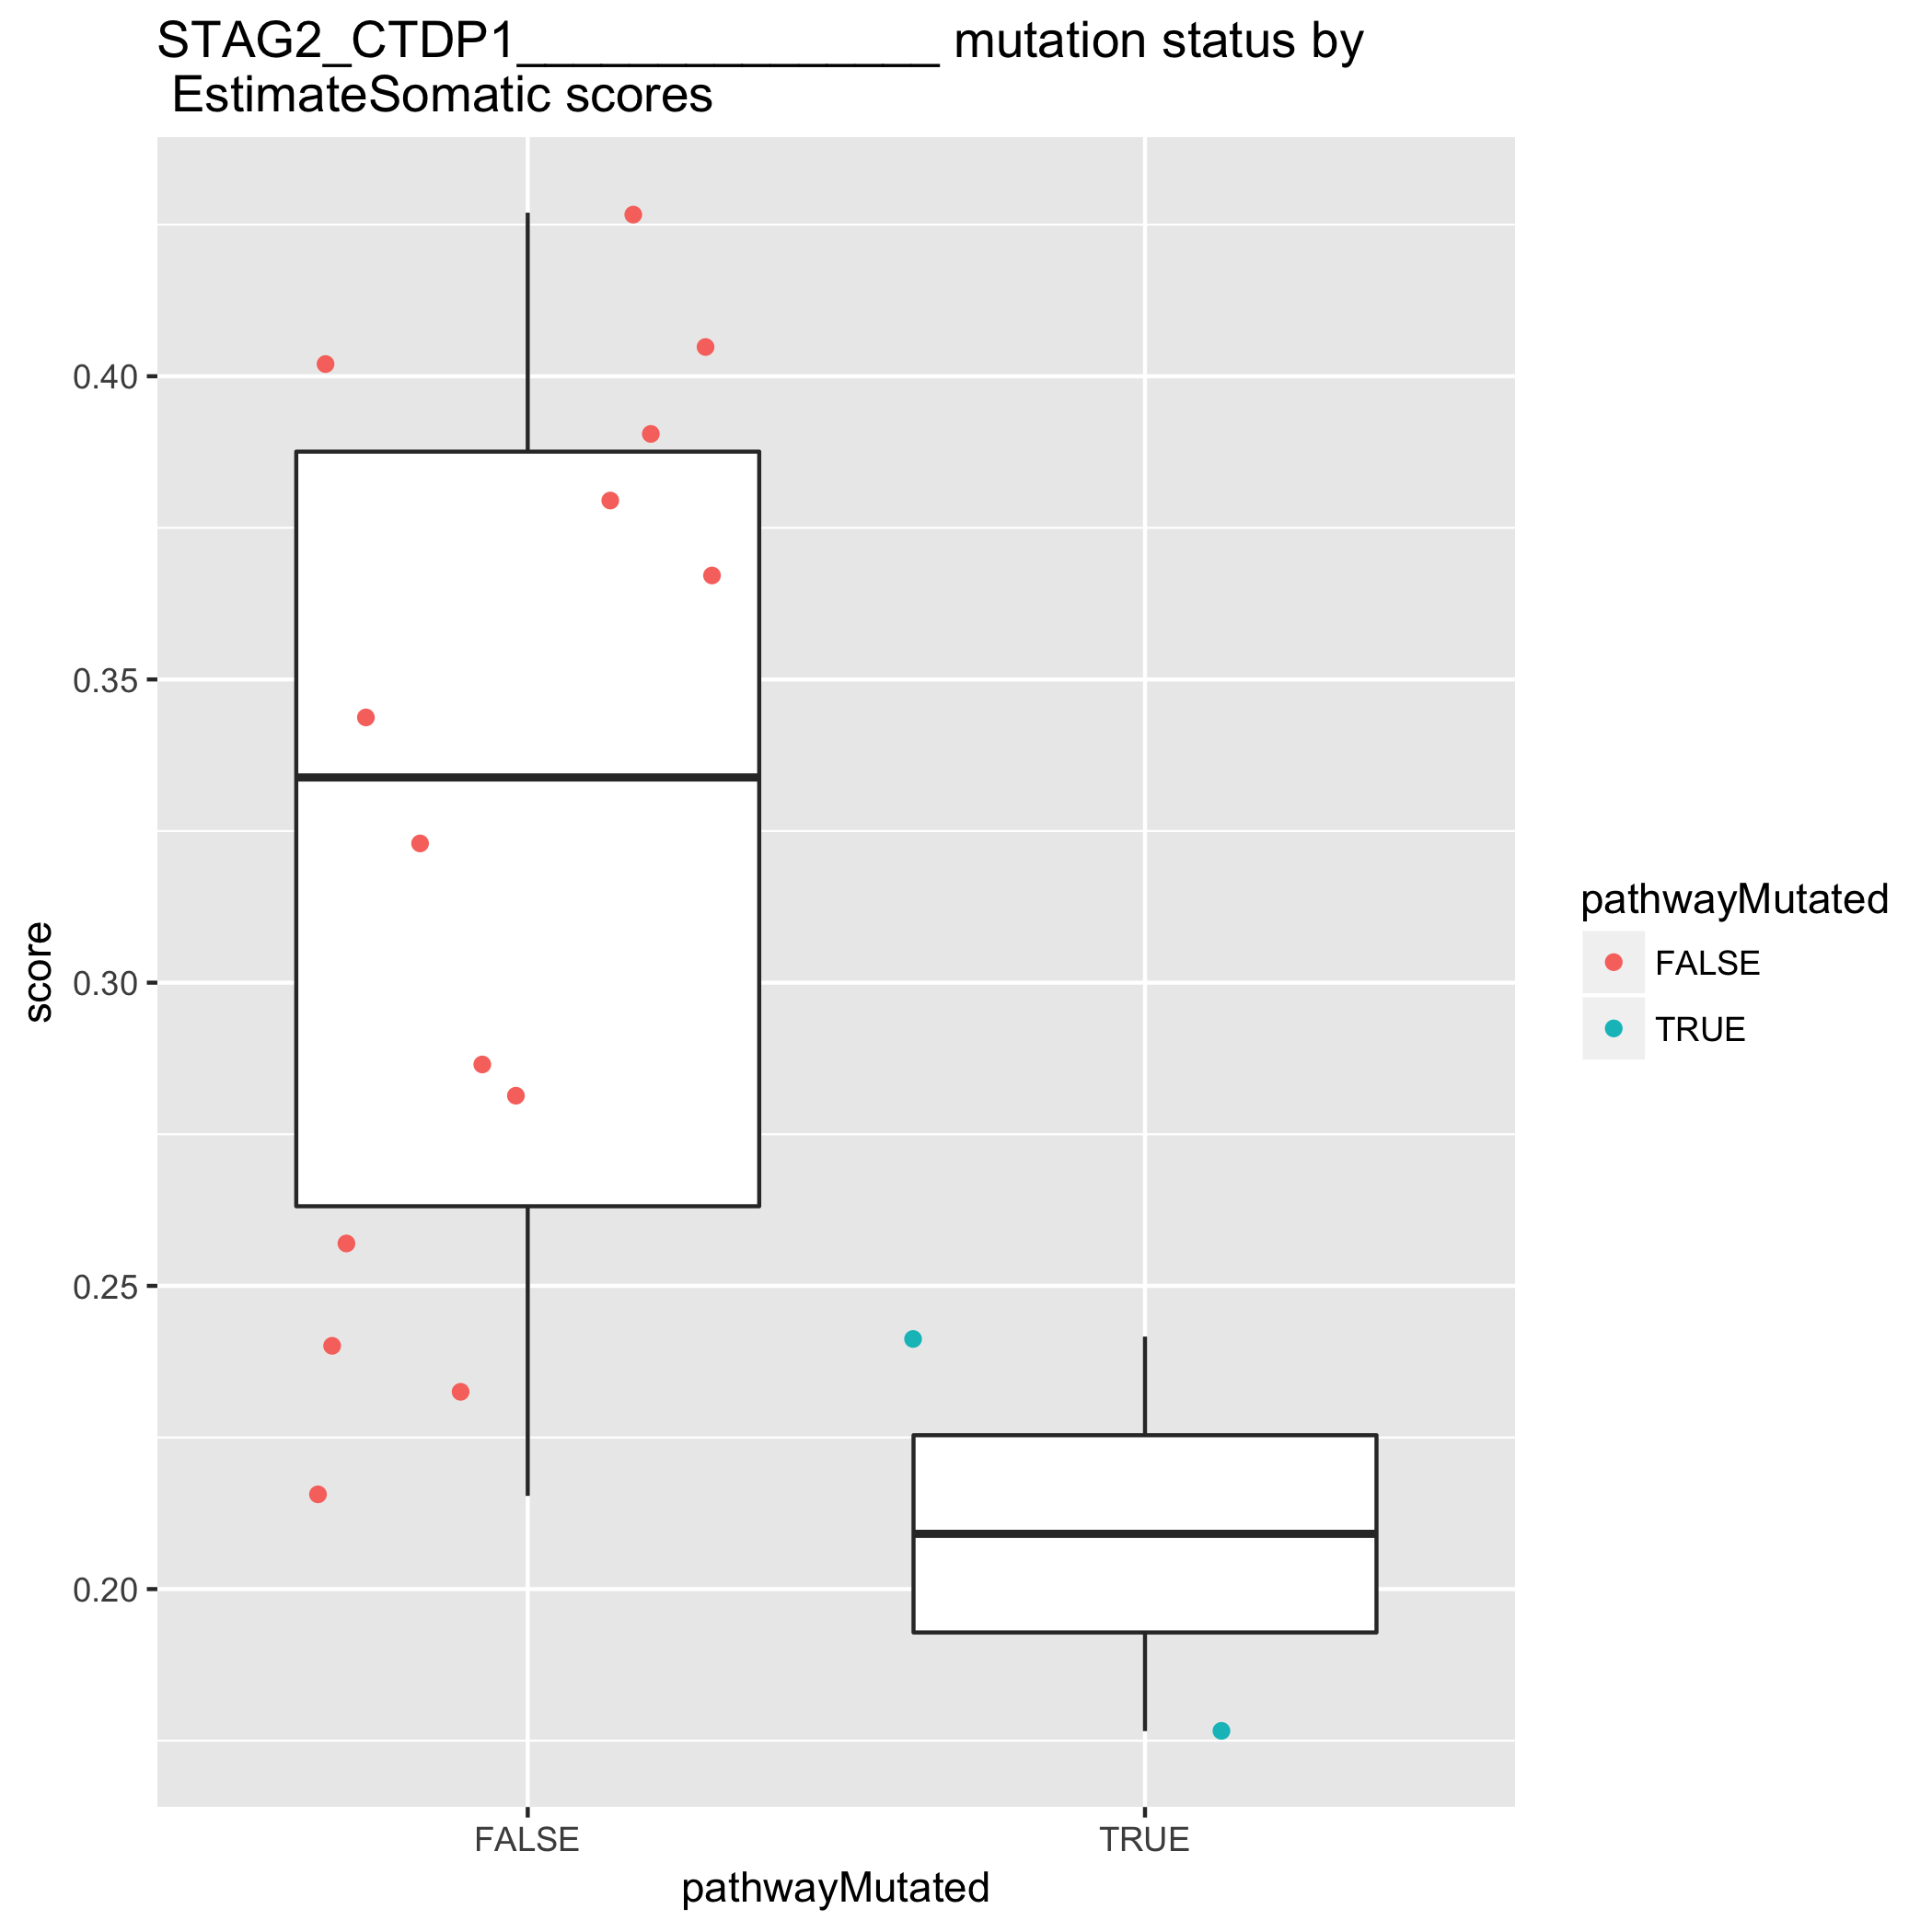 STAG2_CTDP1_______________ mutation status by
EstimateSomatic scores
0.40
0.35
0.30
0.25
0.20
score
FALSE
TRUE
pathwayMutated
pathwayMutated
FALSE
TRUE